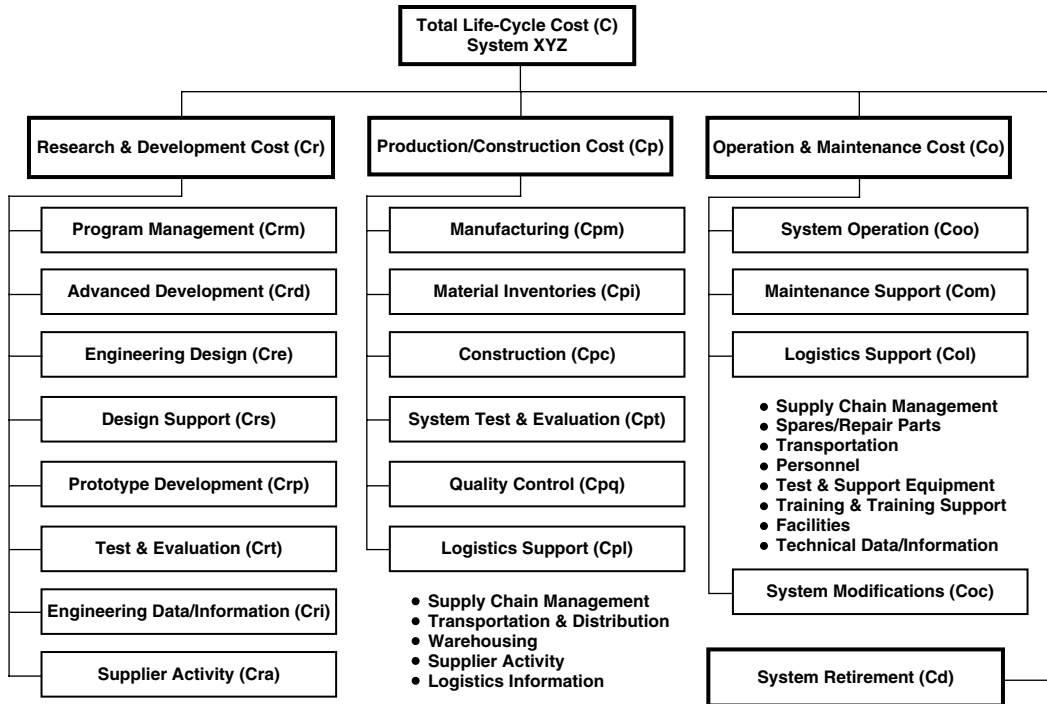 Total Life-Cycle Cost (C)
System XYZ
Research & Development Cost (Cr)
Program Management (Crm)
Advanced Development (Crd)
Engineering Design (Cre)
Design Support (Crs)
Prototype Development (Crp)
Test & Evaluation (Crt)
Engineering Data/Information (Cri)
Supplier Activity (Cra)
Production/Construction Cost (Cp)
Manufacturing (Cpm)
Material Inventories (Cpi)
Construction (Cpc)
System Test & Evaluation (Cpt)
Quality Control (Cpq)
Logistics Support (Cpl)
• Supply Chain Management
• Transportation & Distribution
• Warehousing
• Supplier Activity
• Logistics Information
Operation & Maintenance Cost (Co)
System Operation (Coo)
Maintenance Support (Com)
Logistics Support (Col)
• Supply Chain Management
• Spares/Repair Parts
• Transportation
• Personnel
• Test & Support Equipment
• Training & Training Support
• Facilities
• Technical Data/Information
System Modifications (Coc)
System Retirement (Cd)